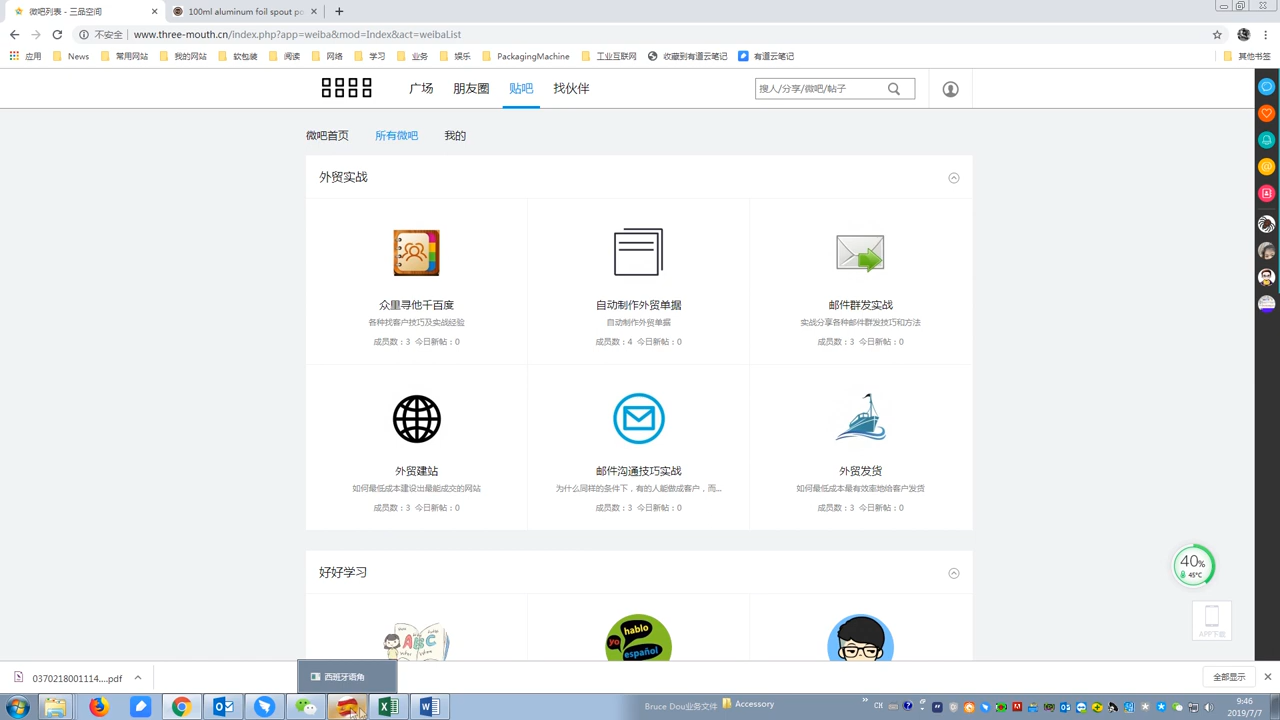 微吧列表 - 三品空间
100ml aluminum foil spout po
不安全 www.three-mouth.cn/index.php?app=weiba&mod=Index&act=weibaList
应用 News 常用网站 我的网站 软包装 阅读 网络 学习 业务 娱乐 PackagingMachine 工业互联网 收藏到有道云笔记 有道云笔记 其他书签
广场 朋友圈 贴吧 找伙伴
搜人/分享/微吧/帖子
微吧首页 所有微吧 我的
外贸实战
众里寻他千百度 自动制作外贸单据 邮件群发实战
各种找客户技巧及实战经验 自动制作外贸单据 实战分享各种邮件群发技巧和方法
成员数：3 今日新帖：0 成员数：4 今日新帖：0 成员数：3 今日新帖：0
外贸建站 邮件沟通技巧实战 外贸发货
如何最低成本建设出最能成交的网站 为什么同样的条件下，有的人能做成客户，而... 如何最低成本最有效率地给客户发货
成员数：3 今日新帖：0 成员数：3 今日新帖：0 成员数：3 今日新帖：0
40%
45°C
好好学习
ABC
hablo
yo
español
APP下载
0370218001114....pdf
西班牙语角
全部显示
Bruce Dou业务文件 Accessory
CH
9:46
2019/7/7